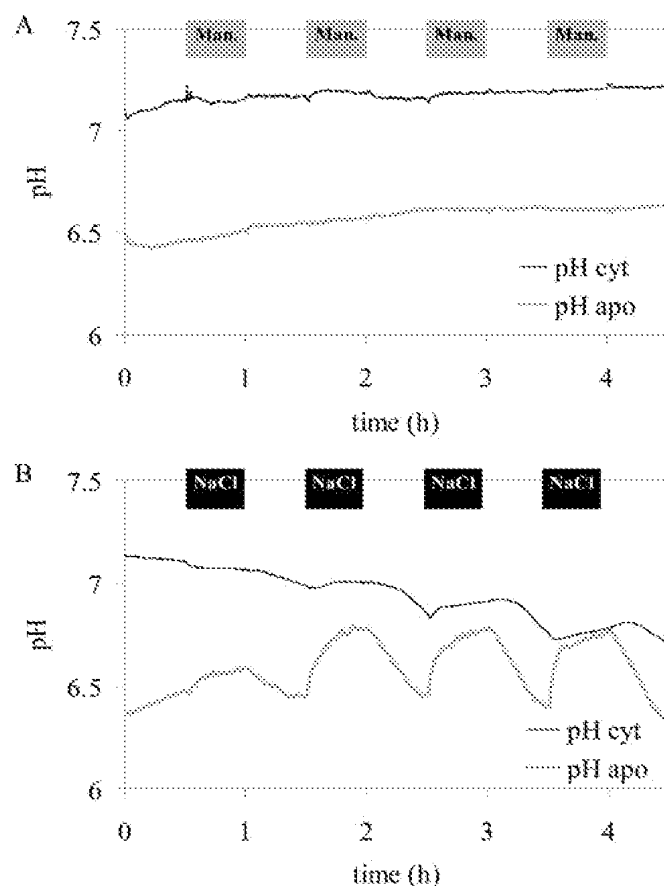 A
7.5
Man. Man. Man. Man.
7
pH
6.5
pH cyt
pH apo
6
0 1 2 3 4
time (h)
B
7.5
NaCl NaCl NaCl NaCl
7
pH
6.5
pH cyt
pH apo
6
0 1 2 3 4
time (h)